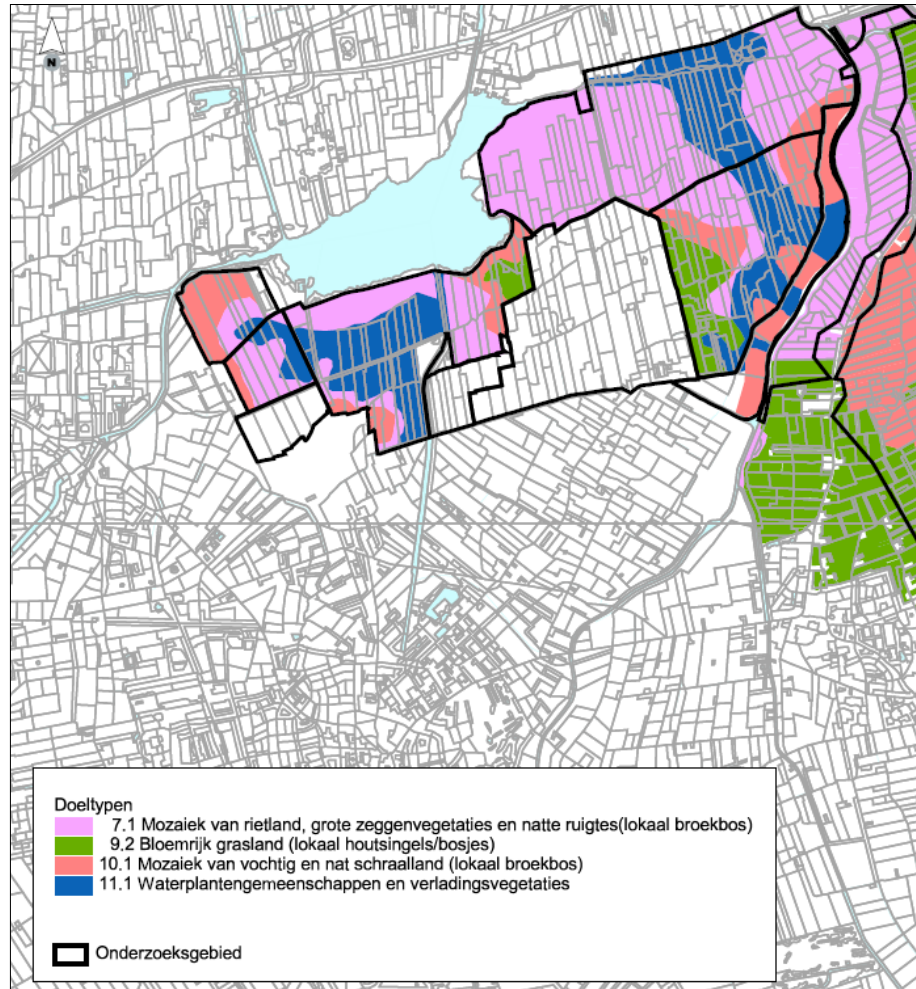 N
Doeltypen
7.1 Mozaiek van rietland, grote zeggenvegetaties en natte ruigtes(lokaal broekbos)
9,2 Bloemrijk grasland (lokaal houtsingels/bosjes)
10.1 Mozaiek van vochtig en nat schraalland (lokaal broekbos)
11.1 Waterplantengemeenschappen en verladingsvegetaties
Onderzoeksgebied